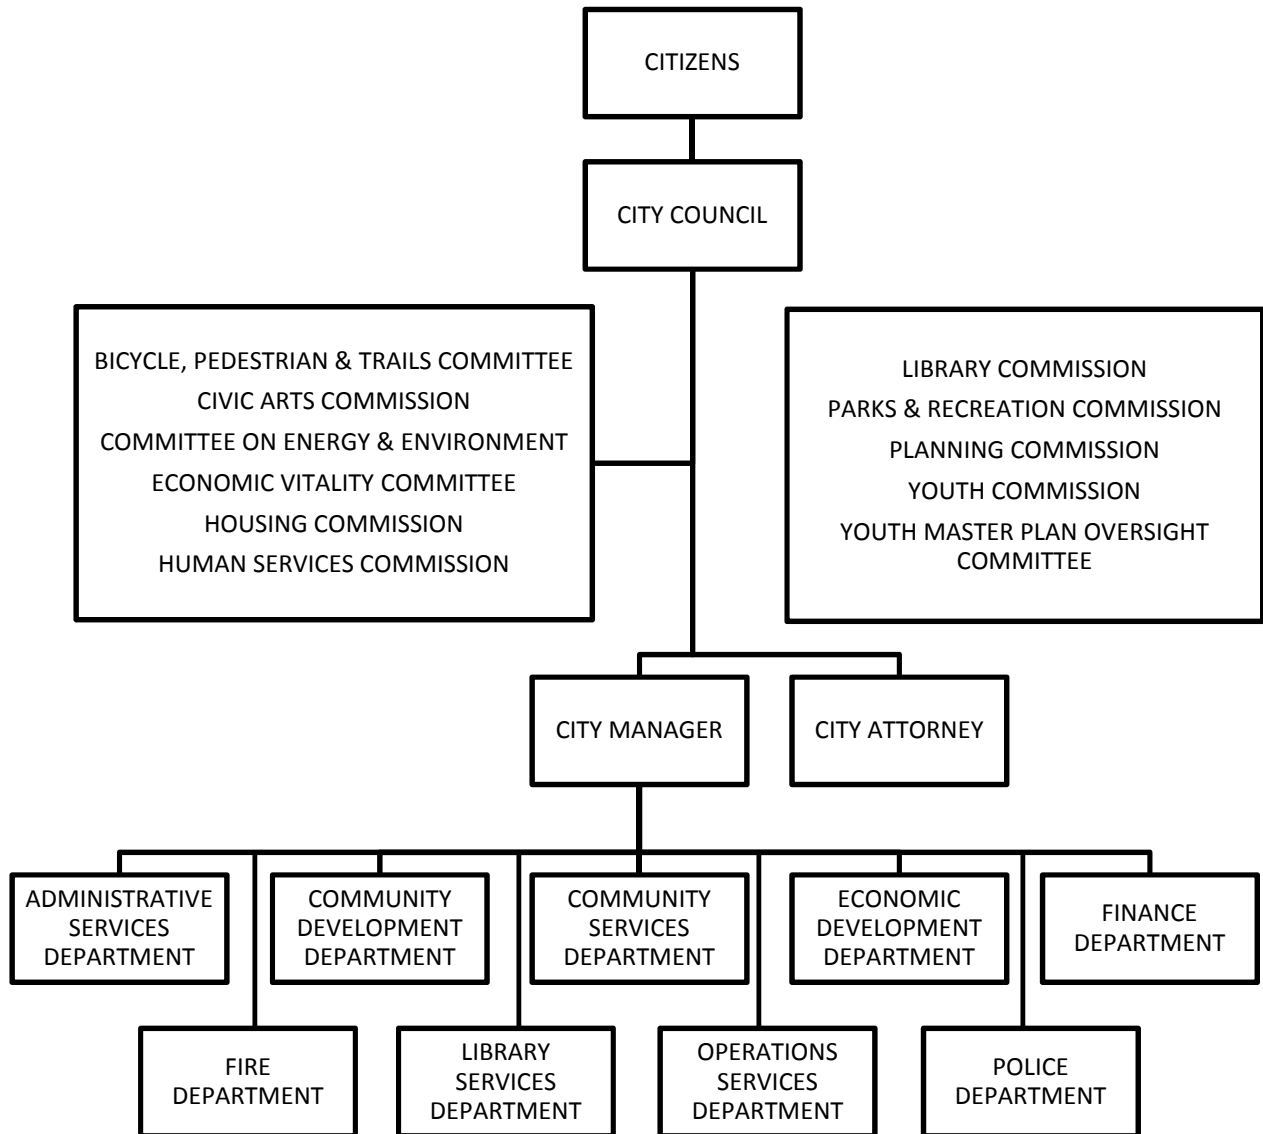 CITIZENS
CITY COUNCIL
BICYCLE, PEDESTRIAN & TRAILS COMMITTEE
CIVIC ARTS COMMISSION
COMMITTEE ON ENERGY & ENVIRONMENT
ECONOMIC VITALITY COMMITTEE
HOUSING COMMISSION
HUMAN SERVICES COMMISSION
LIBRARY COMMISSION
PARKS & RECREATION COMMISSION
PLANNING COMMISSION
YOUTH COMMISSION
YOUTH MASTER PLAN OVERSIGHT
COMMITTEE
CITY MANAGER
CITY ATTORNEY
ADMINISTRATIVE
SERVICES
DEPARTMENT
COMMUNITY
DEVELOPMENT
DEPARTMENT
COMMUNITY
SERVICES
DEPARTMENT
ECONOMIC
DEVELOPMENT
DEPARTMENT
FINANCE
DEPARTMENT
FIRE
DEPARTMENT
LIBRARY
SERVICES
DEPARTMENT
OPERATIONS
SERVICES
DEPARTMENT
POLICE
DEPARTMENT